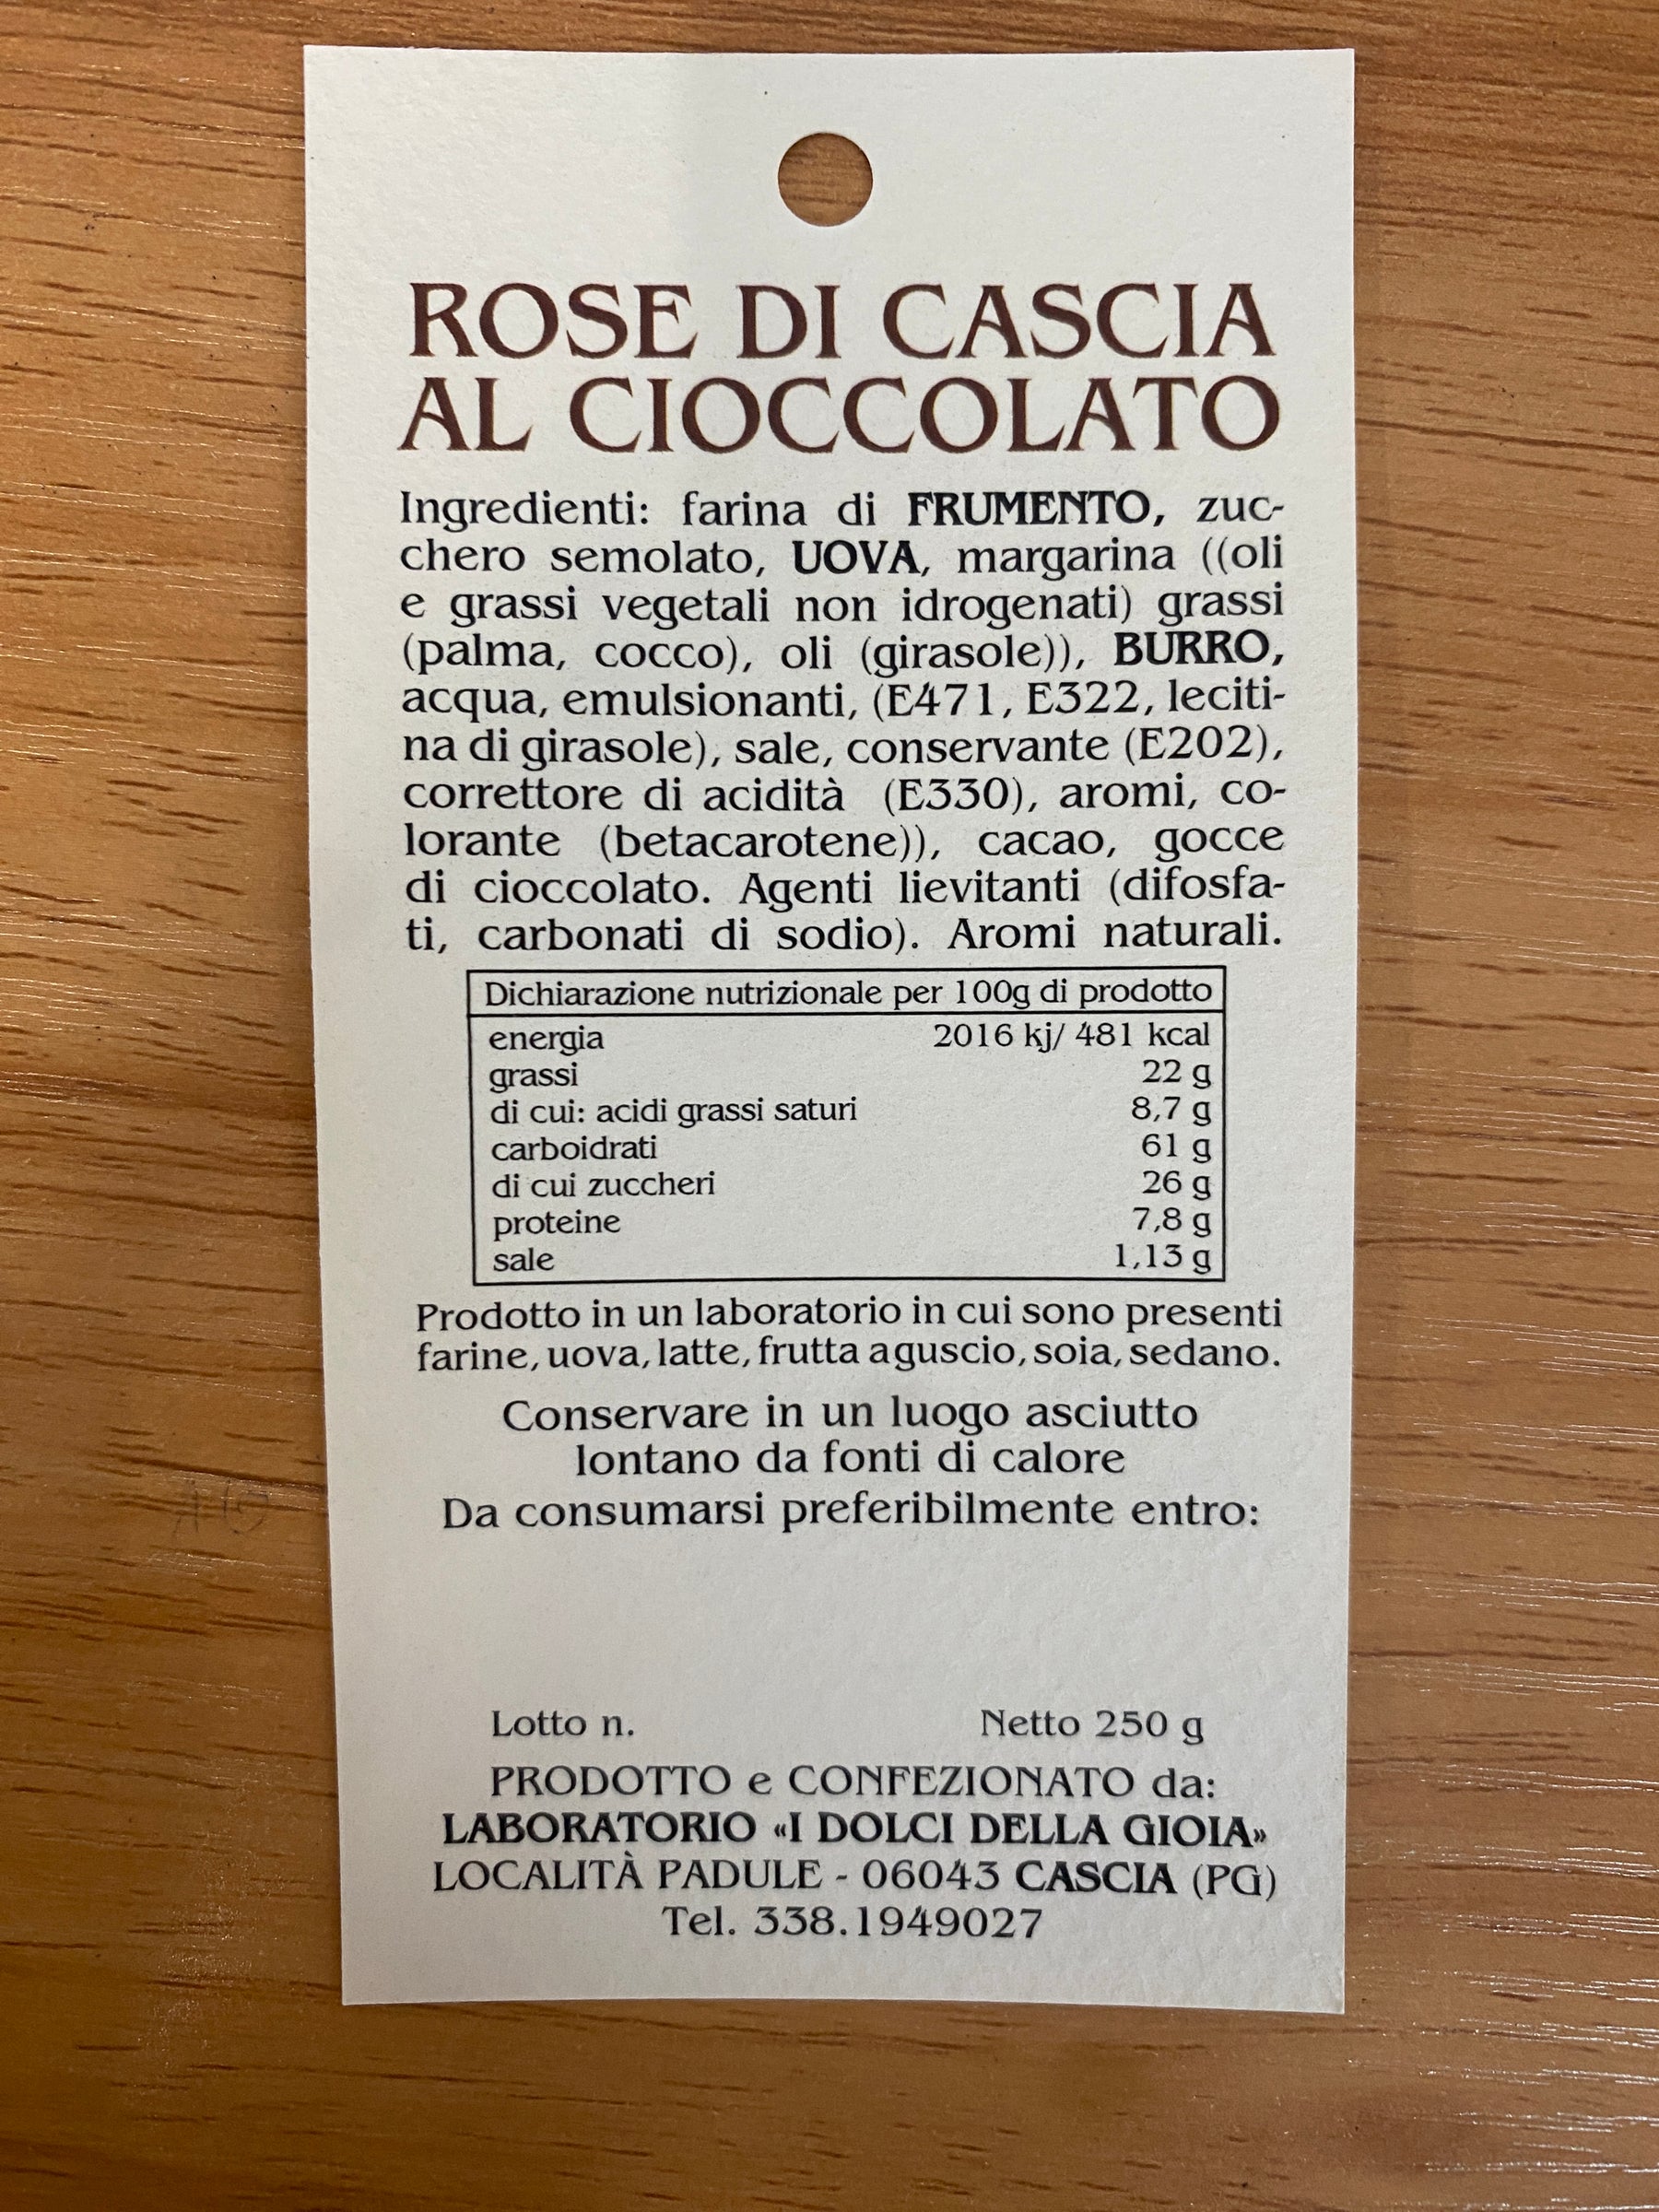 ROSE DI CASCIA
AL CIOCCOLATO
Ingredienti: farina di FRUMENTO, zuc-
chero semolato, UOVA, margarina ((oli
e grassi vegetali non idrogenati) grassi
(palma, cocco), oli (girasole)), BURRO,
acqua, emulsionanti, (E471, E322, leciti-
na di girasole), sale, conservante (E202),
correttore di acidità (E330), aromi, co-
lorante (betacarotene)), cacao, gocce
di cioccolato. Agenti lievitanti (difosfa-
ti, carbonati di sodio). Aromi naturali.
Dichiarazione nutrizionale per 100g di prodotto
energia 2016 kj/ 481 kcal
grassi 22 g
di cui: acidi grassi saturi 8,7 g
carboidrati 61 g
di cui zuccheri 26 g
proteine 7,8 g
sale 1,13 g
Prodotto in un laboratorio in cui sono presenti
farine, uova, latte, frutta a guscio, soia, sedano.
Conservare in un luogo asciutto
lontano da fonti di calore
Da consumarsi preferibilmente entro:
Lotto n. Netto 250 g
PRODOTTO e CONFEZIONATO da:
LABORATORIO «I DOLCI DELLA GIOIA»
LOCALITÀ PADULE - 06043 CASCIA (PG)
Tel. 338.1949027